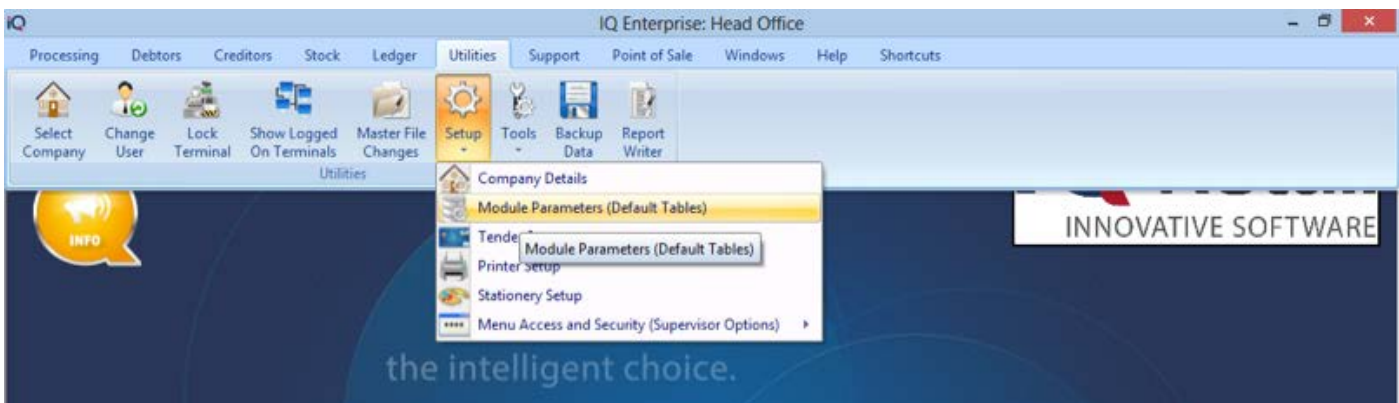 iQ
IQ Enterprise: Head Office
Processing Debtors Creditors Stock Ledger Utilities Support Point of Sale Windows Help Shortcuts
Select Company
Change User
Lock Terminal
Show Logged On Terminals
Master File Changes
Setup
Tools
Backup Data
Report Writer
Utilities
Company Details
Module Parameters (Default Tables)
Module Parameters (Default Tables)
Printer Setup
Stationery Setup
Menu Access and Security (Supervisor Options)
INFO
INNOVATIVE SOFTWARE
the intelligent choice.